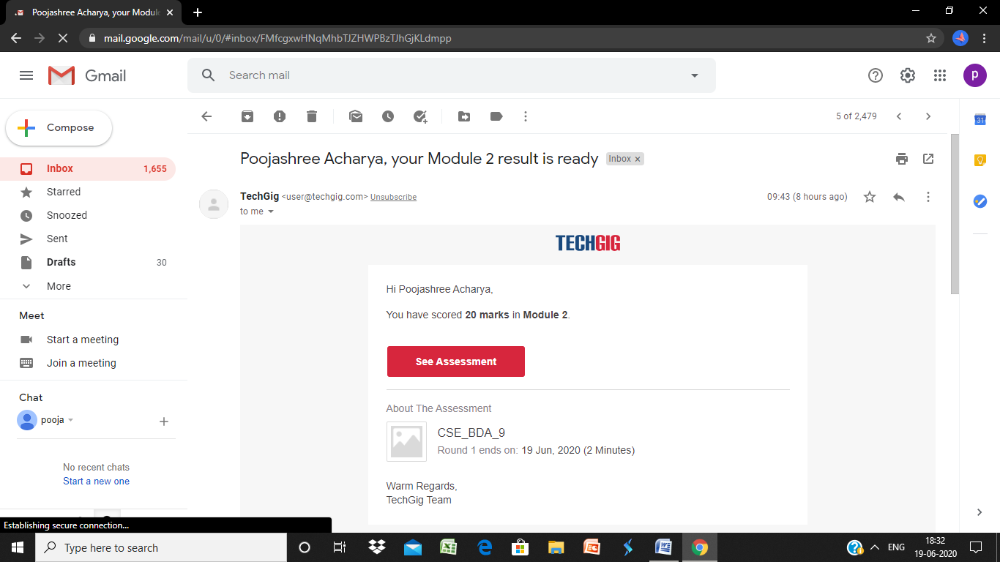 Poojashree Acharya, your Module
mail.google.com/mail/u/0/#inbox/FMfcgxwHNqMhbTJZHWPBzTJhGjKLdmpp
Gmail
Search mail
p
Compose
5 of 2,479
31
Inbox 1,655
Starred
Snoozed
Sent
Drafts 30
More
Meet
Start a meeting
Join a meeting
Chat
pooja
No recent chats
Start a new one
Poojashree Acharya, your Module 2 result is ready Inbox x
TechGig <user@techgig.com> Unsubscribe 09:43 (8 hours ago)
to me
TECHGIG
Hi Poojashree Acharya,
You have scored 20 marks in Module 2.
See Assessment
About The Assessment
CSE_BDA_9
Round 1 ends on: 19 Jun, 2020 (2 Minutes)
Warm Regards,
TechGig Team
Establishing secure connection...
Type here to search
ENG
18:32
19-06-2020